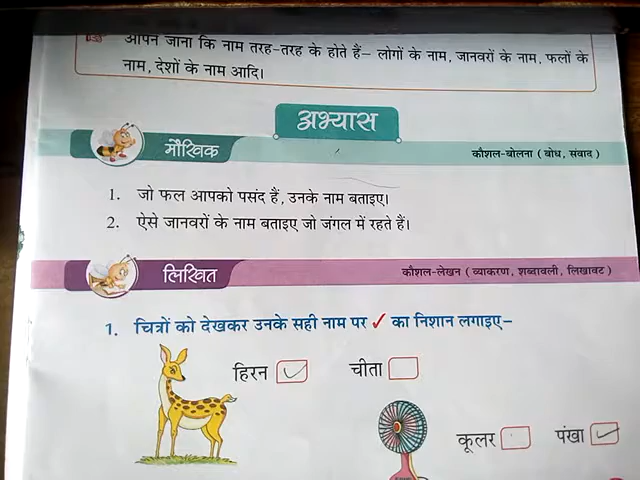 आपने जाना कि नाम तरह-तरह के होते हैं– लोगों के नाम, जानवरों के नाम, फलों के
नाम, देशों के नाम आदि।
अभ्यास
मौखिक
कौशल-बोलना ( बोध, संवाद )
1. जो फल आपको पसंद हैं, उनके नाम बताइए।
2. ऐसे जानवरों के नाम बताइए जो जंगल में रहते हैं।
लिखित
कौशल-लेखन ( व्याकरण, शब्दावली, लिखावट )
1. चित्रों को देखकर उनके सही नाम पर ✓ का निशान लगाइए–
हिरन ✓ चीता
कूलर पंखा ✓